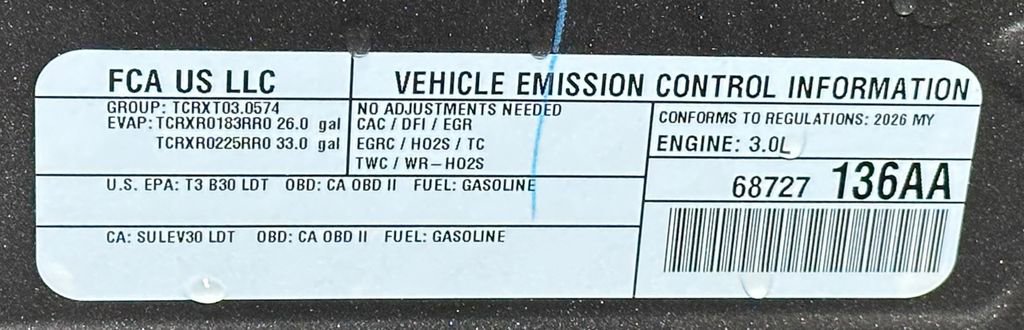 FCA US LLC
VEHICLE EMISSION CONTROL INFORMATION
GROUP: TCRXT03.0574
EVAP: TCRXR0183RR0 26.0 gal
TCRXR0225RR0 33.0 gal
NO ADJUSTMENTS NEEDED
CAC / DFI / EGR
EGRC / HO2S / TC
TWC / WR-HO2S
CONFORMS TO REGULATIONS: 2026 MY
ENGINE: 3.0L
68727 136AA
U.S. EPA: T3 B30 LDT OBD: CA OBD II FUEL: GASOLINE
CA: SULEV30 LDT OBD: CA OBD II FUEL: GASOLINE